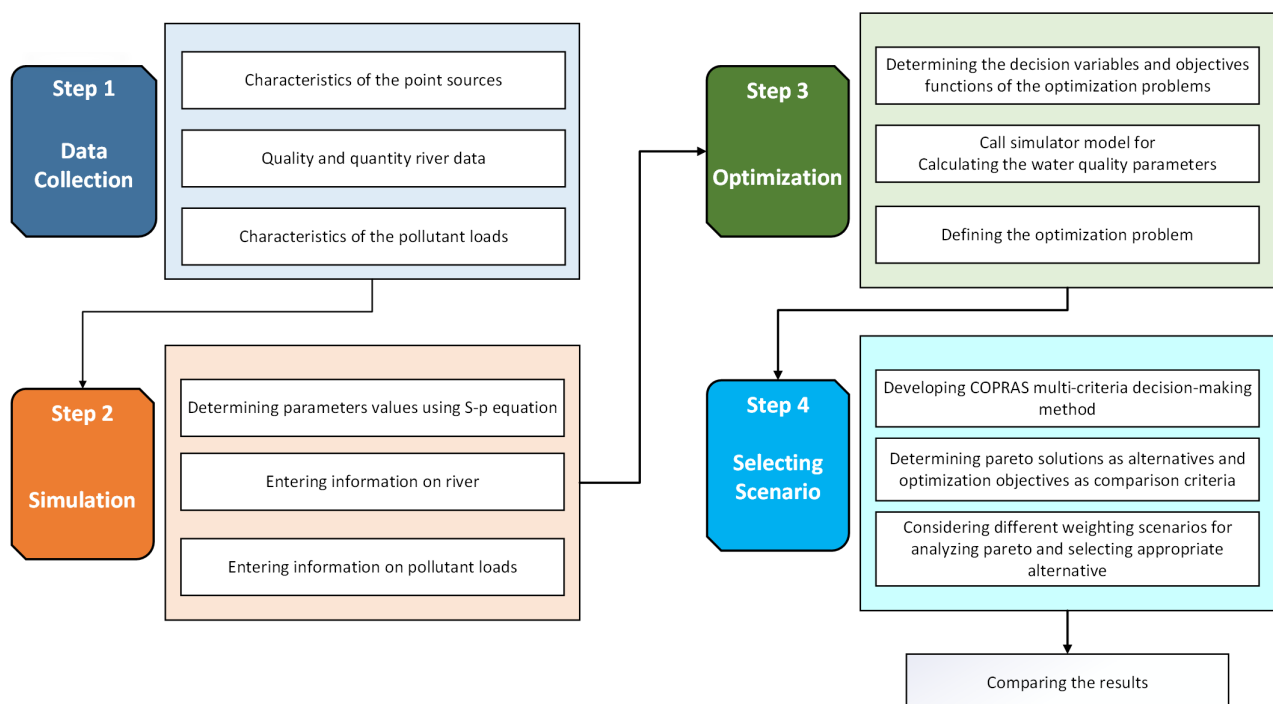 Step 1
Data
Collection
Characteristics of the point sources
Quality and quantity river data
Characteristics of the pollutant loads
Step 2
Simulation
Determining parameters values using S-p equation
Entering information on river
Entering information on pollutant loads
Step 3
Optimization
Determining the decision variables and objectives
functions of the optimization problems
Call simulator model for
Calculating the water quality parameters
Defining the optimization problem
Step 4
Selecting
Scenario
Developing COPRAS multi-criteria decision-making
method
Determining pareto solutions as alternatives and
optimization objectives as comparison criteria
Considering different weighting scenarios for
analyzing pareto and selecting appropriate
alternative
Comparing the results